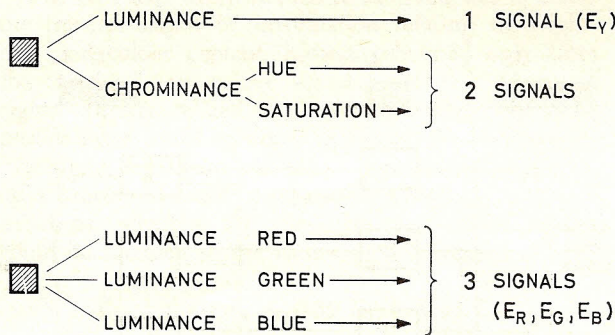 LUMINANCE 1 SIGNAL (E_Y)
HUE
CHROMINANCE 2 SIGNALS
SATURATION
LUMINANCE RED
LUMINANCE GREEN 3 SIGNALS
LUMINANCE BLUE (E_R, E_G, E_B)